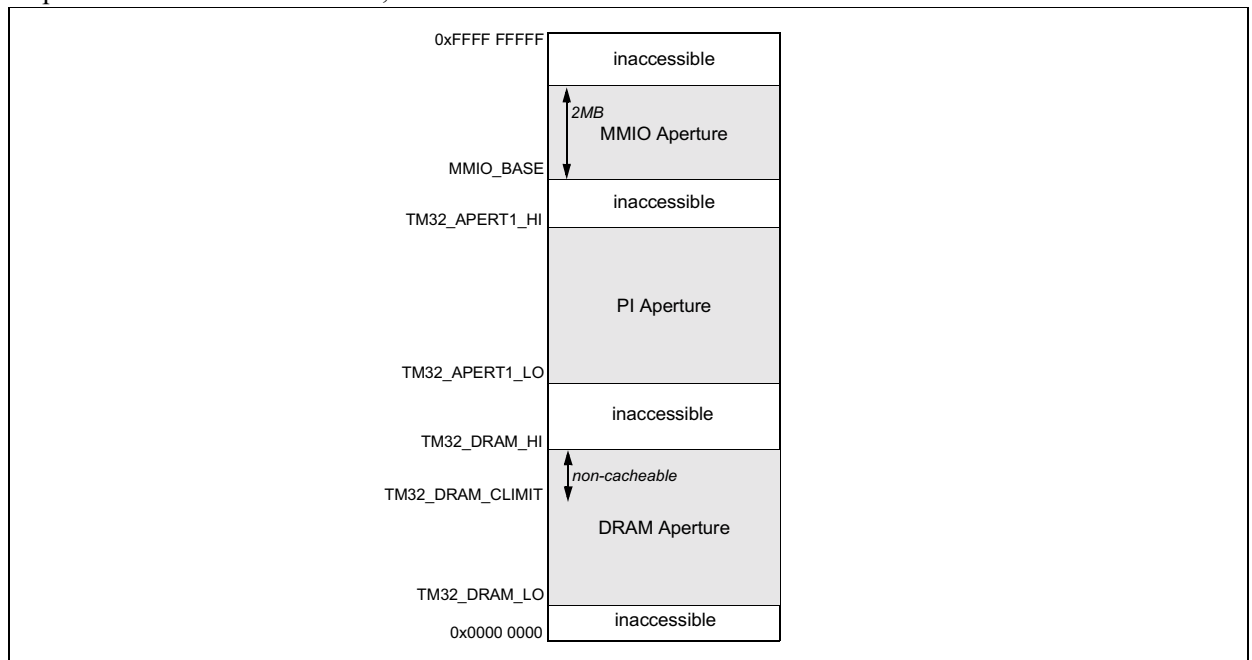 0xFFFF FFFFF
inaccessible
2MB
MMIO Aperture
MMIO_BASE
inaccessible
TM32_APERT1_HI
PI Aperture
TM32_APERT1_LO
inaccessible
TM32_DRAM_HI
non-cacheable
TM32_DRAM_CLIMIT
DRAM Aperture
TM32_DRAM_LO
inaccessible
0x0000 0000